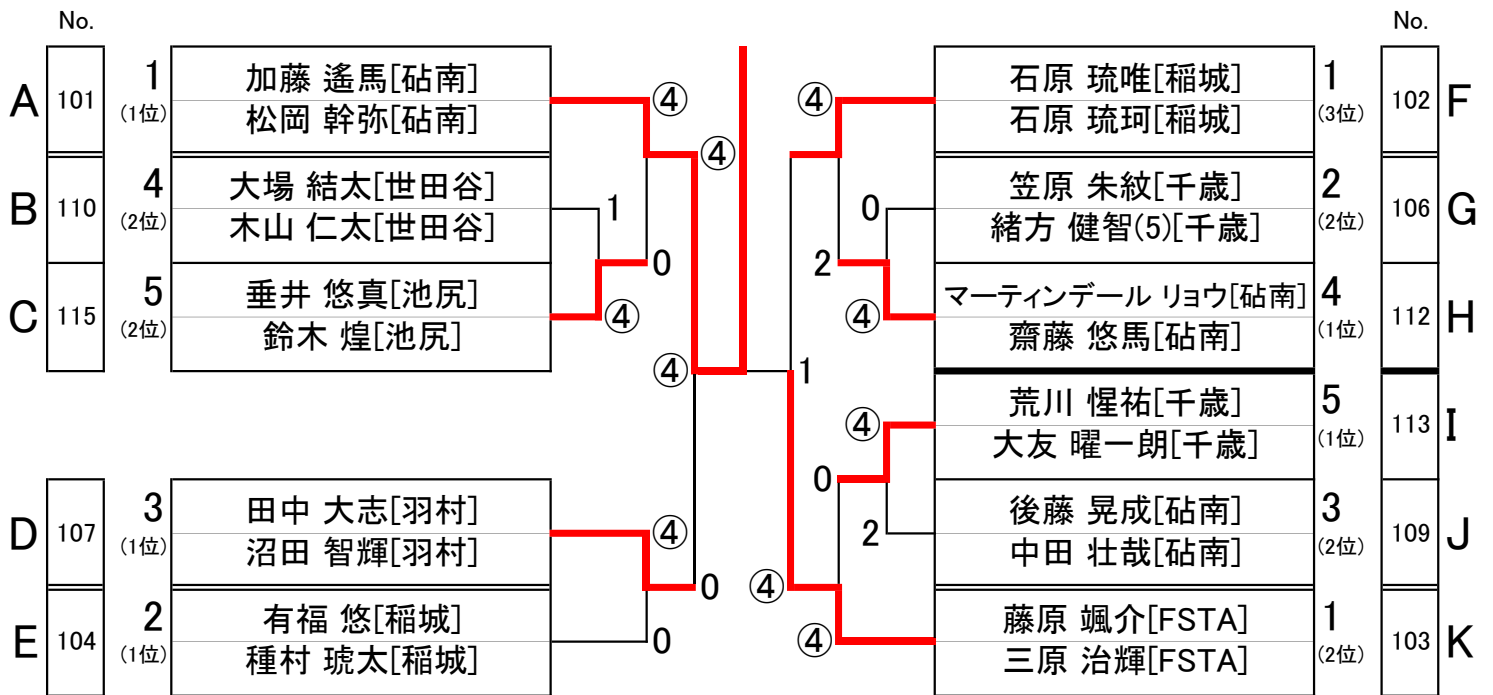 No.
A 101 1 (1位) 加藤 遙馬[砧南]
松岡 幹弥[砧南]
④
B 110 4 (2位) 大場 結太[世田谷]
木山 仁太[世田谷]
1
C 115 5 (2位) 垂井 悠真[池尻]
鈴木 煌[池尻]
④
0
④
D 107 3 (1位) 田中 大志[羽村]
沼田 智輝[羽村]
④
E 104 2 (1位) 有福 悠[稲城]
種村 琥太[稲城]
0
0
④
No.
④ 石原 琉唯[稲城] 1 (3位) 102 F
石原 琉珂[稲城]
0 笠原 朱紋[千歳] 2 (2位) 106 G
緒方 健智(5)[千歳]
2
④ マーティンデール リョウ[砧南] 4 (1位) 112 H
齋藤 悠馬[砧南]
1
④ 荒川 惺祐[千歳] 5 (1位) 113 I
大友 曜一朗[千歳]
0
2 後藤 晃成[砧南] 3 (2位) 109 J
中田 壮哉[砧南]
④
④ 藤原 颯介[FSTA] 1 (2位) 103 K
三原 治輝[FSTA]